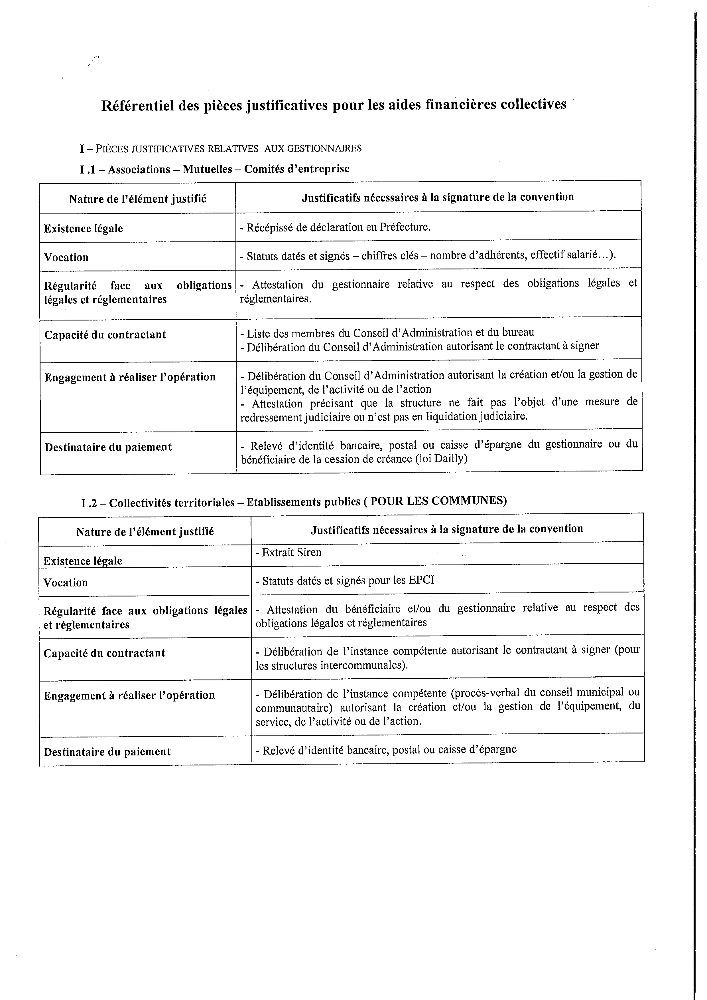 Référentiel des pièces justificatives pour les aides financières collectives
I – PIÈCES JUSTIFICATIVES RELATIVES AUX GESTIONNAIRES
I .1 – Associations – Mutuelles – Comités d'entreprise
Nature de l'élément justifié
Justificatifs nécessaires à la signature de la convention
Existence légale
- Récépissé de déclaration en Préfecture.
Vocation
- Statuts datés et signés – chiffres clés – nombre d'adhérents, effectif salarié…).
Régularité face aux obligations
légales et réglementaires
- Attestation du gestionnaire relative au respect des obligations légales et
réglementaires.
Capacité du contractant
- Liste des membres du Conseil d'Administration et du bureau
- Délibération du Conseil d'Administration autorisant le contractant à signer
Engagement à réaliser l'opération
- Délibération du Conseil d'Administration autorisant la création et/ou la gestion de
l'équipement, de l'activité ou de l'action
- Attestation précisant que la structure ne fait pas l'objet d'une mesure de
redressement judiciaire ou n'est pas en liquidation judiciaire.
Destinataire du paiement
- Relevé d'identité bancaire, postal ou caisse d'épargne du gestionnaire ou du
bénéficiaire de la cession de créance (loi Dailly)
I .2 – Collectivités territoriales – Etablissements publics ( POUR LES COMMUNES)
Nature de l'élément justifié
Justificatifs nécessaires à la signature de la convention
Existence légale
- Extrait Siren
Vocation
- Statuts datés et signés pour les EPCI
Régularité face aux obligations légales
et réglementaires
- Attestation du bénéficiaire et/ou du gestionnaire relative au respect des
obligations légales et réglementaires
Capacité du contractant
- Délibération de l'instance compétente autorisant le contractant à signer (pour
les structures intercommunales).
Engagement à réaliser l'opération
- Délibération de l'instance compétente (procès-verbal du conseil municipal ou
communautaire) autorisant la création et/ou la gestion de l'équipement, du
service, de l'activité ou de l'action.
Destinataire du paiement
- Relevé d'identité bancaire, postal ou caisse d'épargne